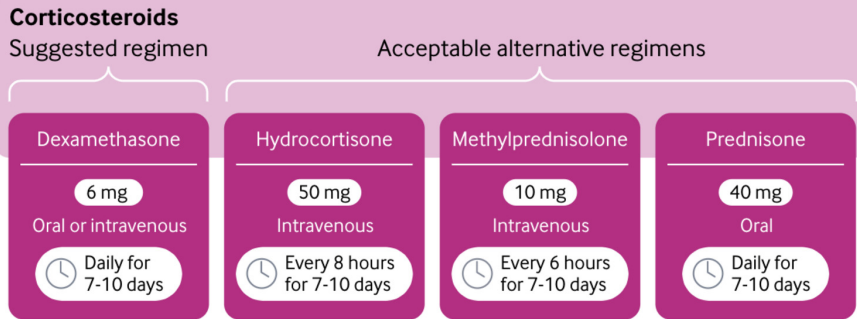 Corticosteroids
Suggested regimen
Acceptable alternative regimens
Dexamethasone
6 mg
Oral or intravenous
Daily for
7-10 days
Hydrocortisone
50 mg
Intravenous
Every 8 hours
for 7-10 days
Methylprednisolone
10 mg
Intravenous
Every 6 hours
for 7-10 days
Prednisone
40 mg
Oral
Daily for
7-10 days